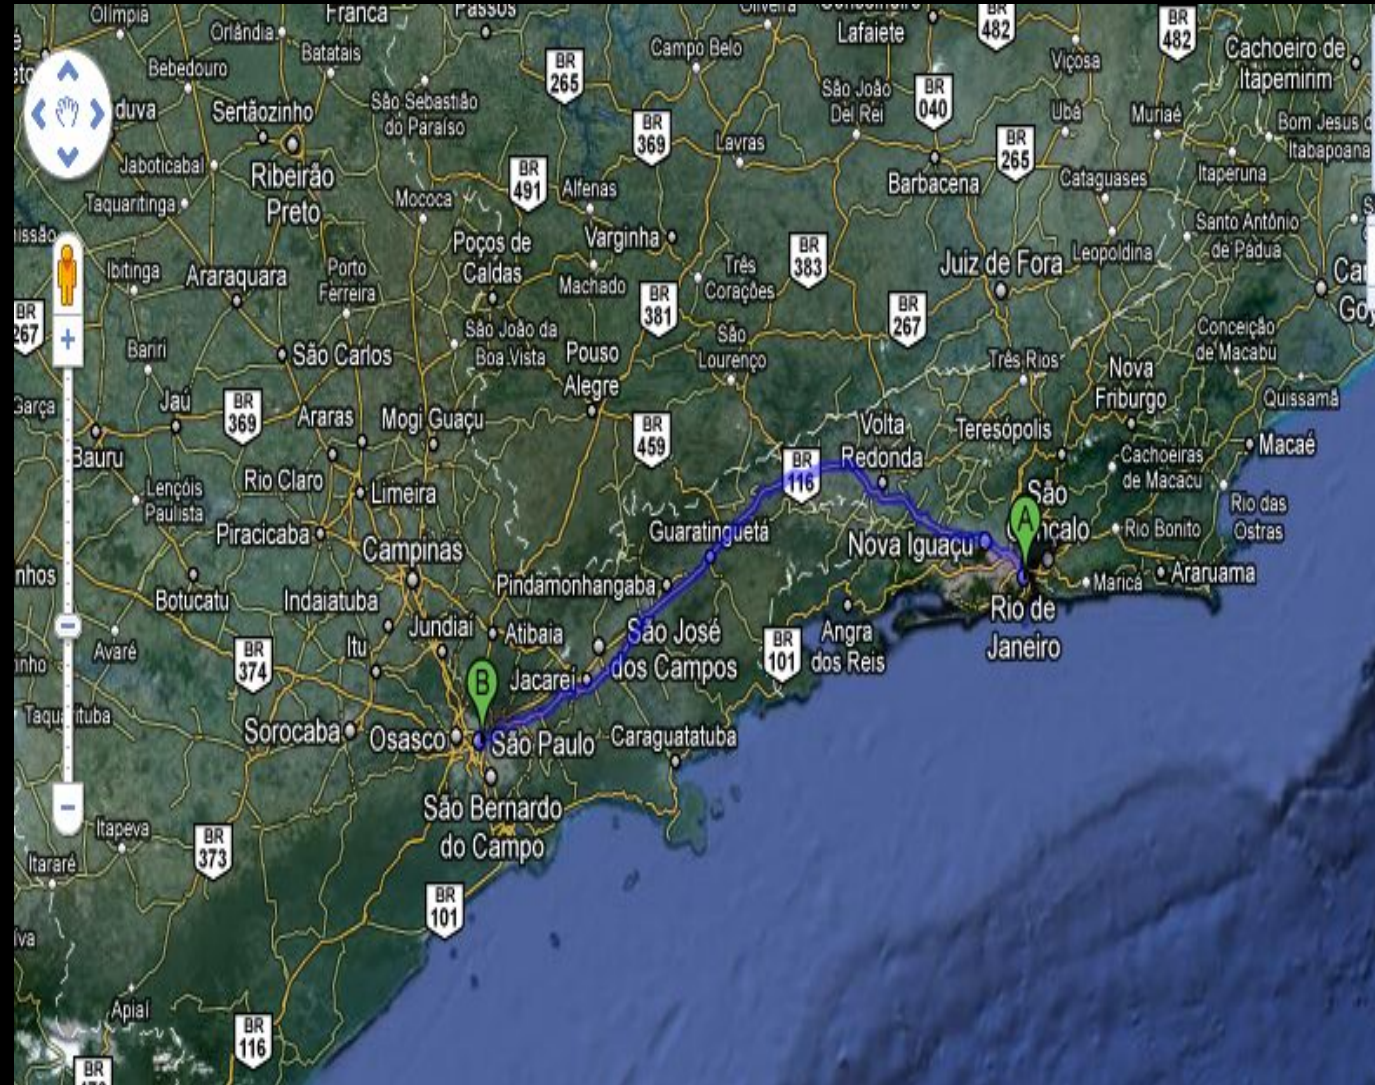 Olímpia
Franca
Passos
Oliveira
Lafaiete
BR
482
BR
482
Orlândia
Batatais
BR
265
Campo Belo
Viçosa
Cachoeiro de
Itapemirim
Bebedouro
São Sebastião
do Paraíso
São João
Del Rei
BR
040
duva
Sertãozinho
BR
369
Ubá
Muriaé
Bom Jesus d
Itabapoana
Jaboticabal
Ribeirão
Preto
BR
491
Alfenas
Lavras
Barbacena
BR
265
Cataguases
Itaperuna
Taquaritinga
Mococa
Varginha
Santo Antônio
de Pádua
issão
Poços de
Caldas
BR
383
Leopoldina
Ibitinga
Araraquara
Porto
Ferreira
Machado
Três
Corações
Juiz de Fora
BR
267
BR
381
BR
267
Bariri
São Carlos
São João da
Boa Vista
Pouso
Alegre
São
Lourenço
Três Rios
Nova
Friburgo
Conceição
de Macabu
Quissamã
Garça
Jaú
BR
369
Araras
Mogi Guaçu
BR
459
Volta
Redonda
Teresópolis
Macaé
Bauru
Lençóis
Paulista
Rio Claro
Limeira
BR
116
Cachoeiras
de Macacu
Rio das
Ostras
São
nçalo
A
Piracicaba
Campinas
Guaratinguetá
Nova Iguaçu
Rio Bonito
nhos
Botucatu
Indaiatuba
Pindamonhangaba
Maricá
Araruama
Rio de
Janeiro
Itu
Jundiaí
Atibaia
São José
dos Campos
BR
101
Angra
dos Reis
Avaré
BR
374
B
Jacareí
inho
Taqu
ituba
Sorocaba
Osasco
São Paulo
Caraguatatuba
São Bernardo
do Campo
Itapeva
Itararé
BR
373
BR
101
Apiaí
BR
116
BR